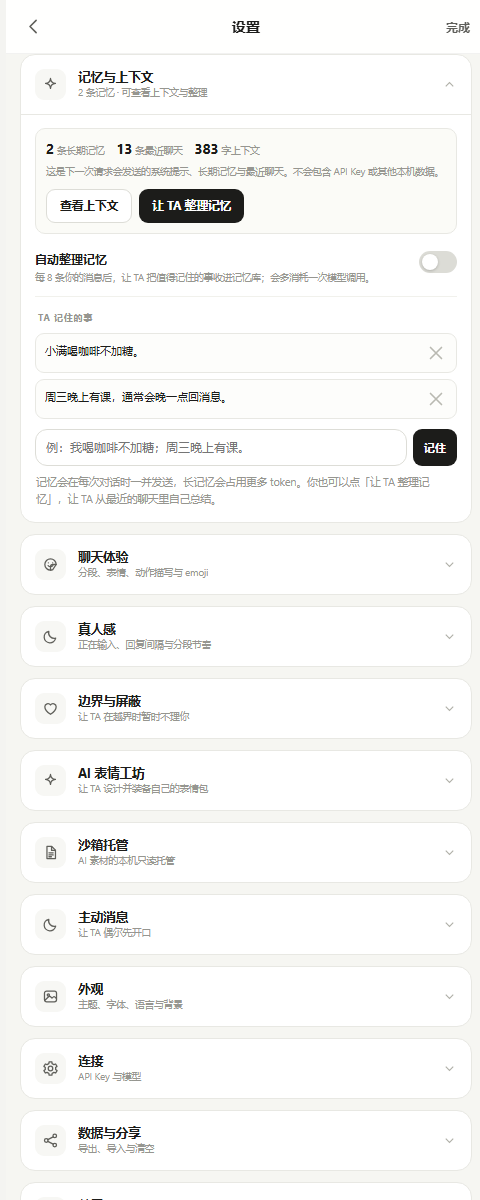 设置
完成
记忆与上下文
2 条记忆 · 可查看上下文与整理
2 条长期记忆 13 条最近聊天 383 字上下文
这是下一次请求会发送的系统提示、长期记忆与最近聊天。不会包含 API Key 或其他本机数据。
查看上下文 让 TA 整理记忆
自动整理记忆
每 8 条你的消息后，让 TA 把值得记住的事收进记忆库；会多消耗一次模型调用。
TA 记住的事
小满喝咖啡不加糖。
周三晚上有课，通常会晚一点回消息。
例：我喝咖啡不加糖；周三晚上有课。
记住
记忆会在每次对话时一并发送，长记忆会占用更多 token。你也可以点「让 TA 整理记
忆」，让 TA 从最近的聊天里自己总结。
聊天体验
分段、表情、动作描写与 emoji
真人感
正在输入、回复间隔与分段节奏
边界与屏蔽
让 TA 在越界时暂时不理你
AI 表情工坊
让 TA 设计并装备自己的表情包
沙箱托管
AI 素材的本机只读托管
主动消息
让 TA 偶尔先开口
外观
主题、字体、语言与背景
连接
API Key 与模型
数据与分享
导出、导入与清空